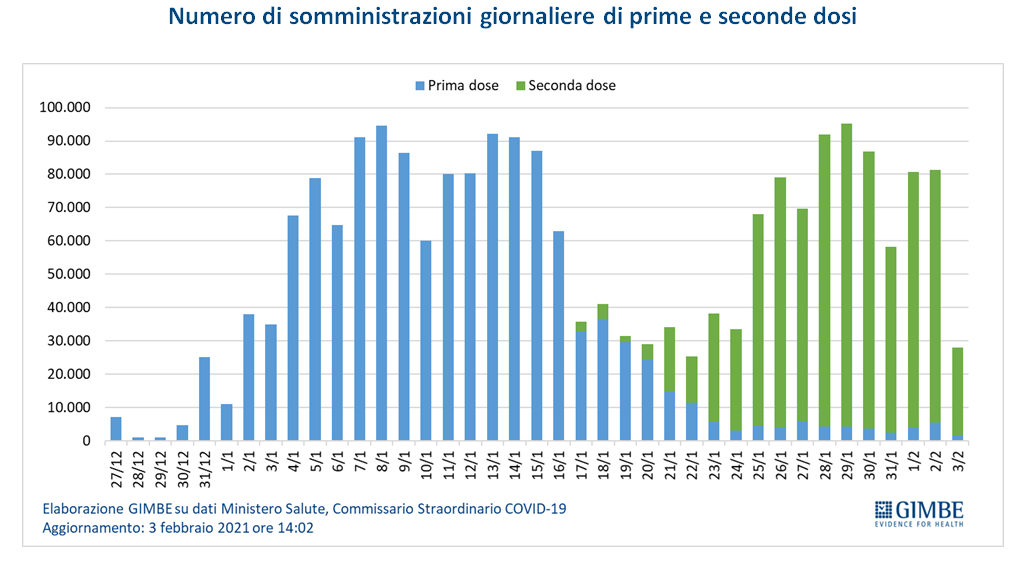 Numero di somministrazioni giornaliere di prime e seconde dosi
Prima dose Seconda dose
100.000
90.000
80.000
70.000
60.000
50.000
40.000
30.000
20.000
10.000
0
27/12 28/12 29/12 30/12 31/12 1/1 2/1 3/1 4/1 5/1 6/1 7/1 8/1 9/1 10/1 11/1 12/1 13/1 14/1 15/1 16/1 17/1 18/1 19/1 20/1 21/1 22/1 23/1 24/1 25/1 26/1 27/1 28/1 29/1 30/1 31/1 1/2 2/2 3/2
Elaborazione GIMBE su dati Ministero Salute, Commissario Straordinario COVID-19
Aggiornamento: 3 febbraio 2021 ore 14:02
GIMBE
EVIDENCE FOR HEALTH